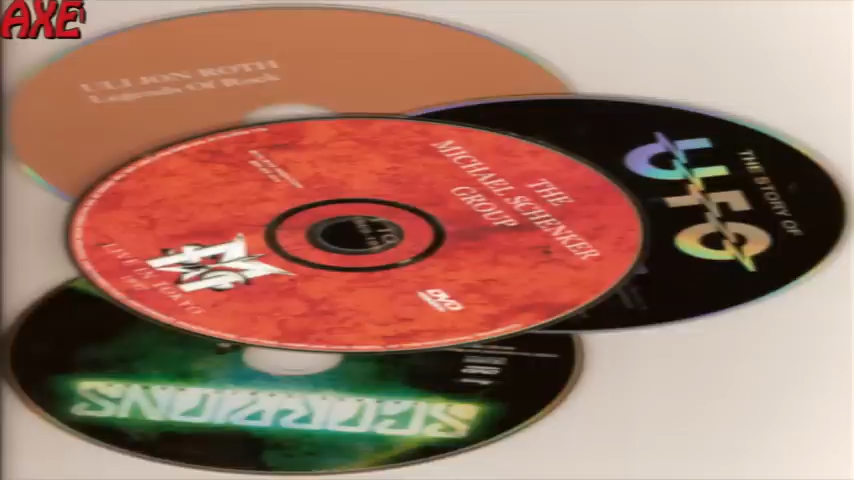 AXE
ULI JON ROTH
Legends Of Rock
THE
MICHAEL SCHENKER
GROUP
DVD
LIVE IN TOKYO
1997
THE STORY OF
UFO
SCORPIONS